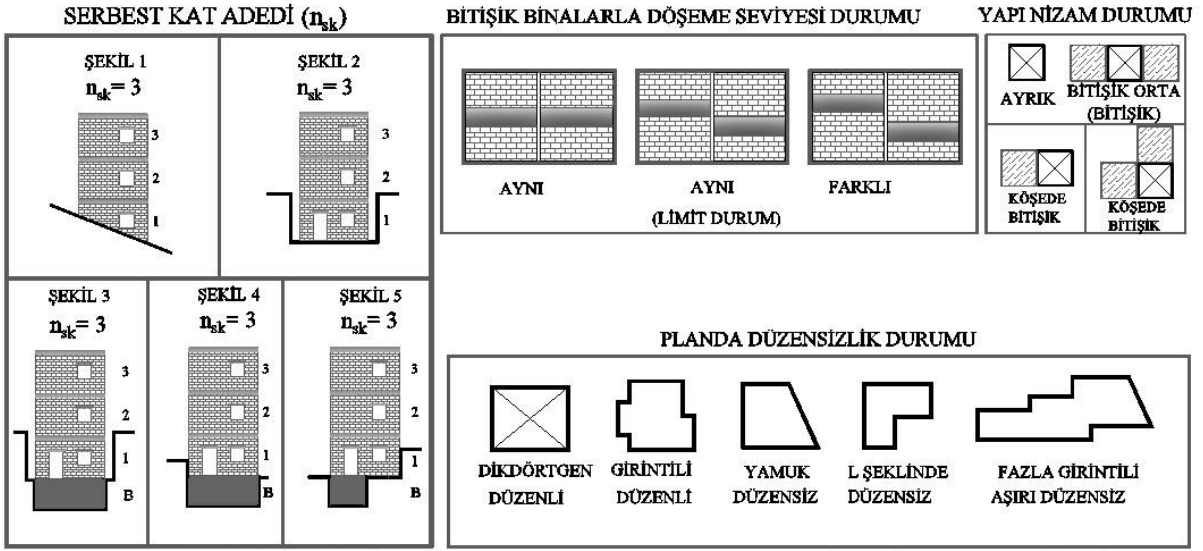 SERBEST KAT ADEDİ (nsk)
ŞEKİL 1
nsk= 3
3
2
1
ŞEKİL 2
nsk= 3
3
2
1
ŞEKİL 3
nsk= 3
3
2
1
B
ŞEKİL 4
nsk= 3
3
2
1
B
ŞEKİL 5
nsk= 3
3
2
1
B
BİTİŞİK BİNALARLA DÖŞEME SEVİYESİ DURUMU
AYNI
AYNI
(LİMİT DURUM)
FARKLI
YAPI NİZAM DURUMU
AYRIK
BİTİŞİK ORTA
(BİTİŞİK)
KÖŞEDE
BİTİŞİK
KÖŞEDE
BİTİŞİK
PLANDA DÜZENSİZLİK DURUMU
DİKDÖRTGEN
DÜZENLİ
GİRİNTİLİ
DÜZENLİ
YAMUK
DÜZENSİZ
L ŞEKLİNDE
DÜZENSİZ
FAZLA GİRİNTİLİ
AŞIRI DÜZENSİZ